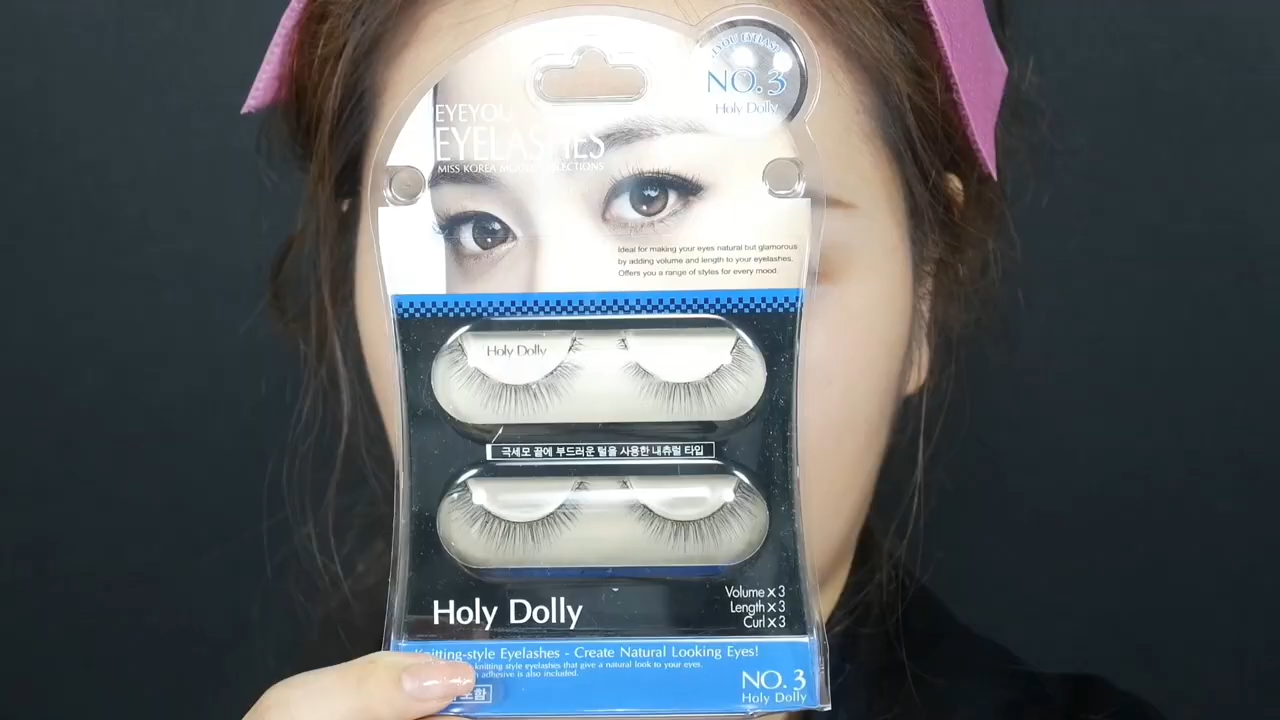 EYEYOU
EYELASHES
MISS KOREA
NO.3
Holy Dolly
Ideal for making your eyes natural but glamorous
by adding volume and length to your eyelashes.
Offers you a range of styles for every mood
Holy Dolly
극세모 끝에 부드러운 털을 사용한 내츄럴 타입
Holy Dolly
Volume x 3
Length x 3
Curl x 3
Knitting-style Eyelashes - Create Natural Looking Eyes!
knitting style eyelashes that give a natural look to your eyes.
adhesive is also included.
포함
NO.3
Holy Dolly